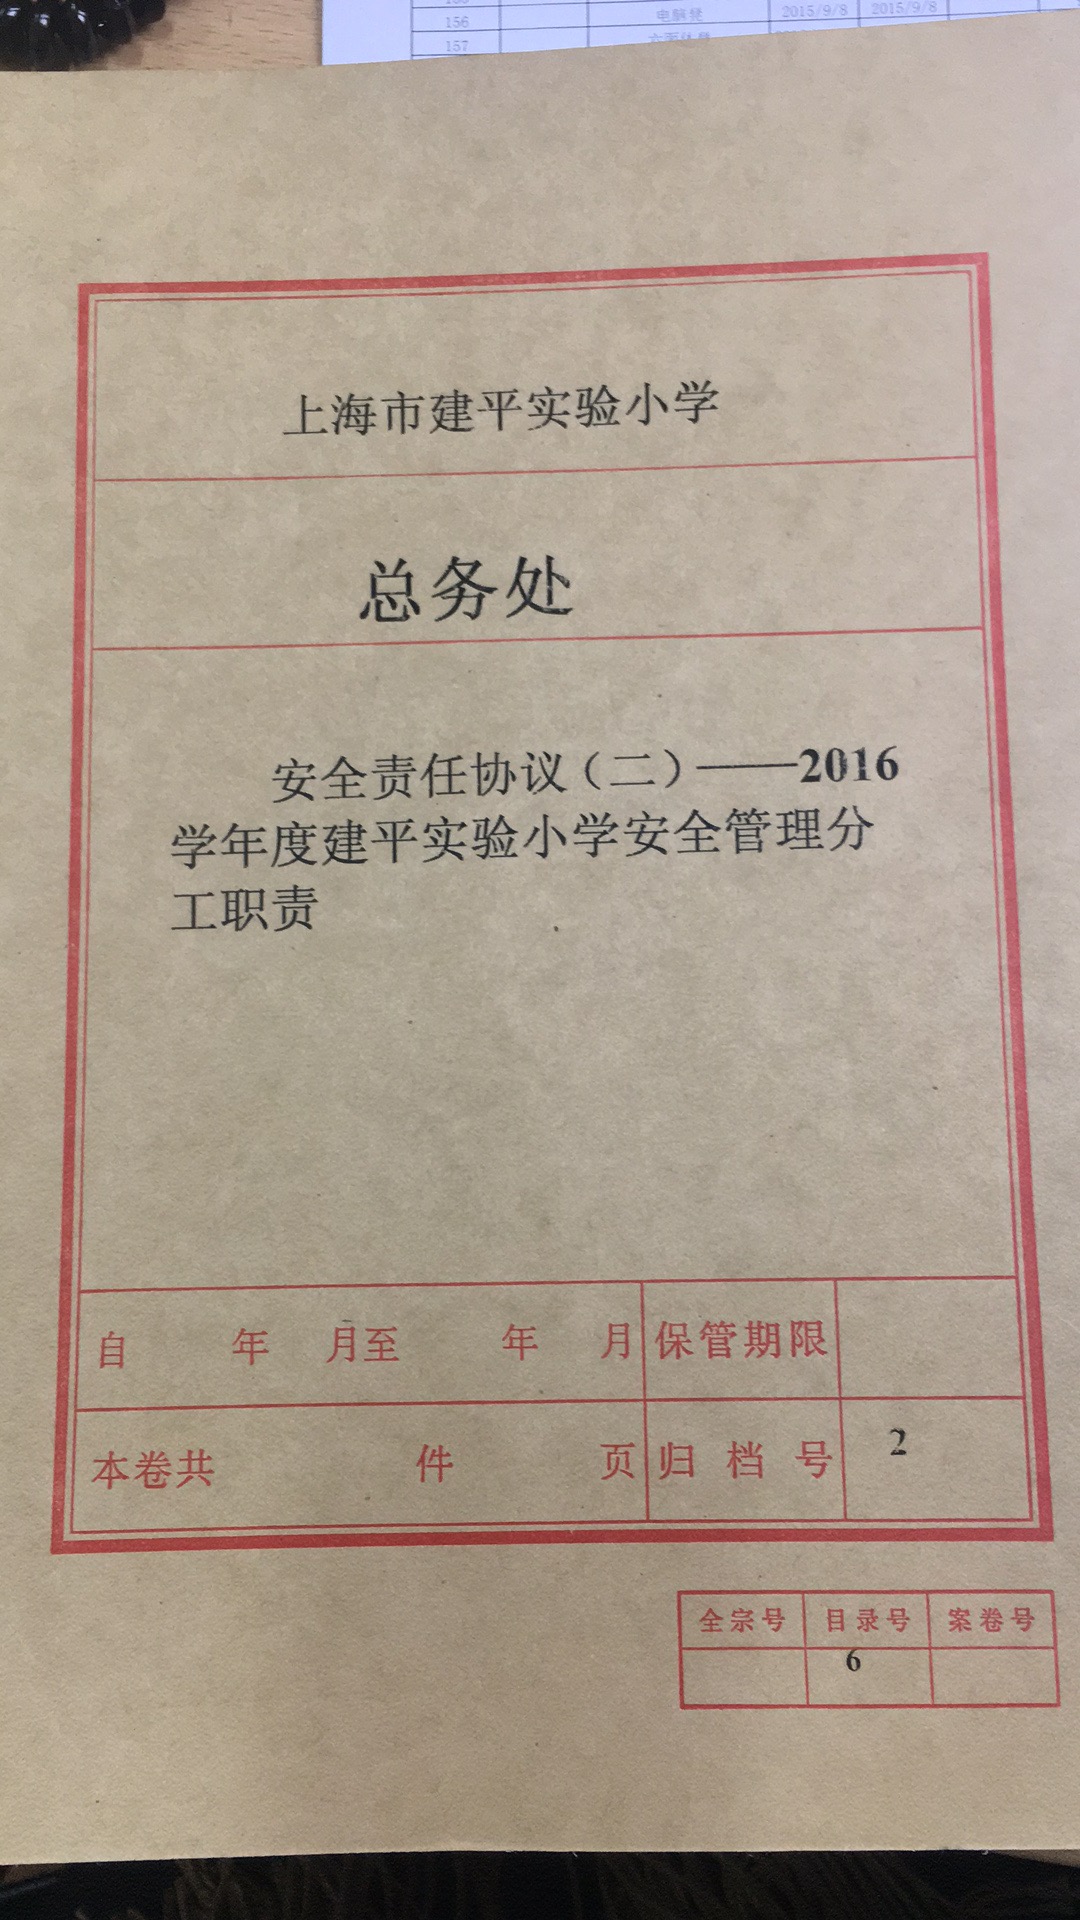 156 电脑凳 2015/9/8 2015/9/8
157
上海市建平实验小学
总务处
安全责任协议（二）——2016
学年度建平实验小学安全管理分
工职责
自 年 月至 年 月 保管期限
本卷共 件 页 归档号 2
全宗号 目录号 案卷号
6